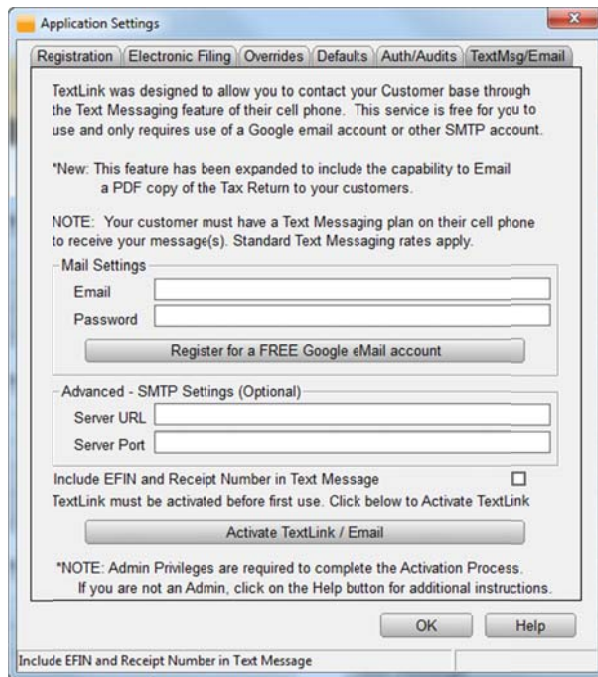 Application Settings
Registration Electronic Filing Overrides Defaults Auth/Audits TextMsg/Email
TextLink was designed to allow you to contact your Customer base through
the Text Messaging feature of their cell phone. This service is free for you to
use and only requires use of a Google email account or other SMTP account.
*New: This feature has been expanded to include the capability to Email
a PDF copy of the Tax Return to your customers.
NOTE: Your customer must have a Text Messaging plan on their cell phone
to receive your message(s). Standard Text Messaging rates apply.
Mail Settings
Email
Password
Register for a FREE Google eMail account
Advanced - SMTP Settings (Optional)
Server URL
Server Port
Include EFIN and Receipt Number in Text Message
TextLink must be activated before first use. Click below to Activate TextLink
Activate TextLink / Email
*NOTE: Admin Privileges are required to complete the Activation Process.
If you are not an Admin, click on the Help button for additional instructions.
OK Help
Include EFIN and Receipt Number in Text Message